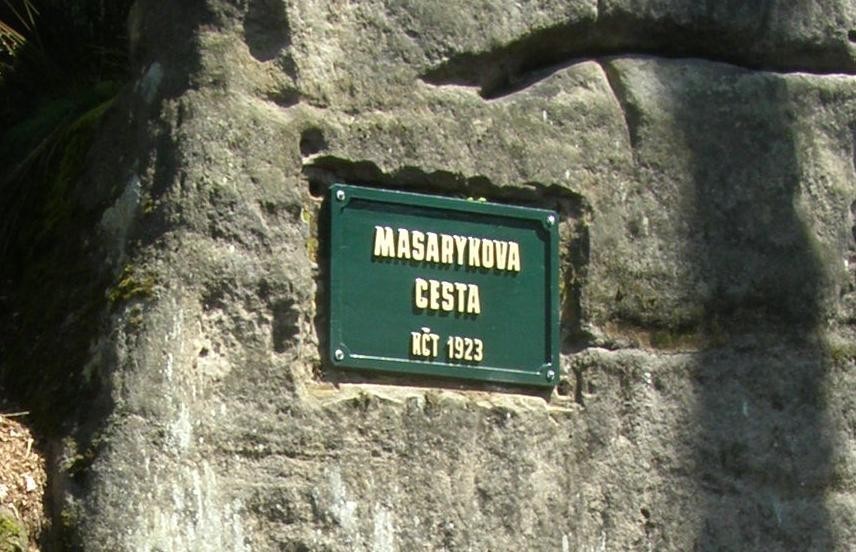 MASARYKOVA
CESTA
KČT 1923